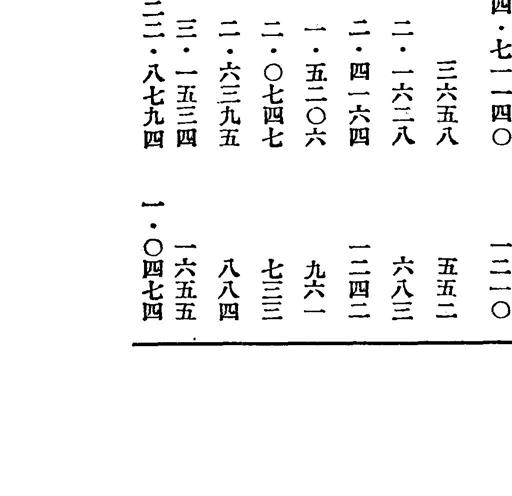 四・七一一四〇　一二一〇
三六五八　五五二
二・一六二八　六八三
二・四一六四　一二四二
一・五二〇六　九六一
二・〇七四七　七三三
二・六三九五　八八四
三・一五三四　一六五五
二二・八七九四　一・〇四七四